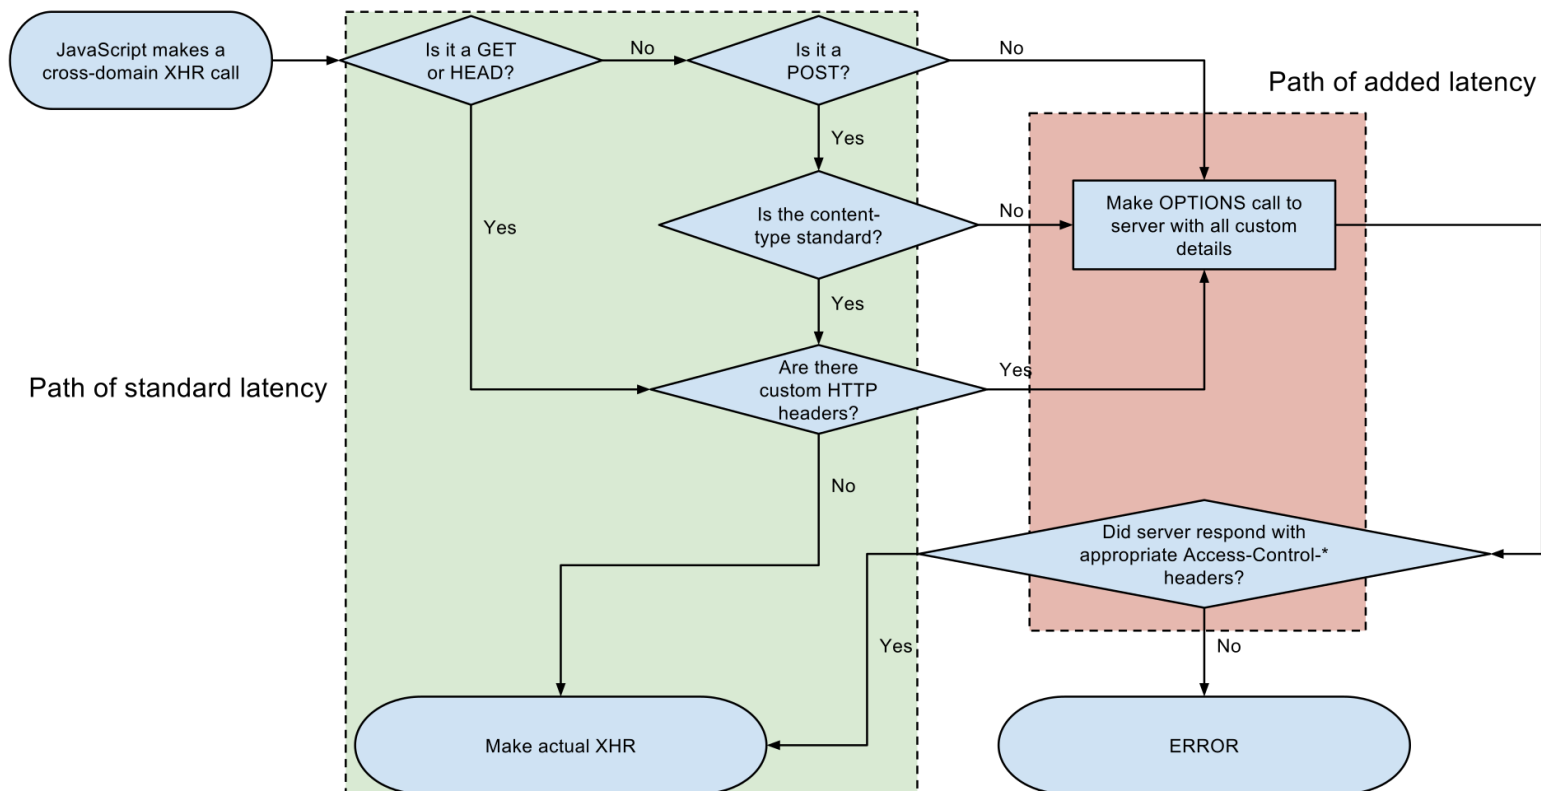 JavaScript makes a
cross-domain XHR call
Is it a GET
or HEAD?
No
Is it a
POST?
No
Path of added latency
Yes
Yes
Is the content-
type standard?
No
Make OPTIONS call to
server with all custom
details
Yes
Path of standard latency
Are there
custom HTTP
headers?
Yes
No
Did server respond with
appropriate Access-Control-*
headers?
Yes
No
Make actual XHR
ERROR